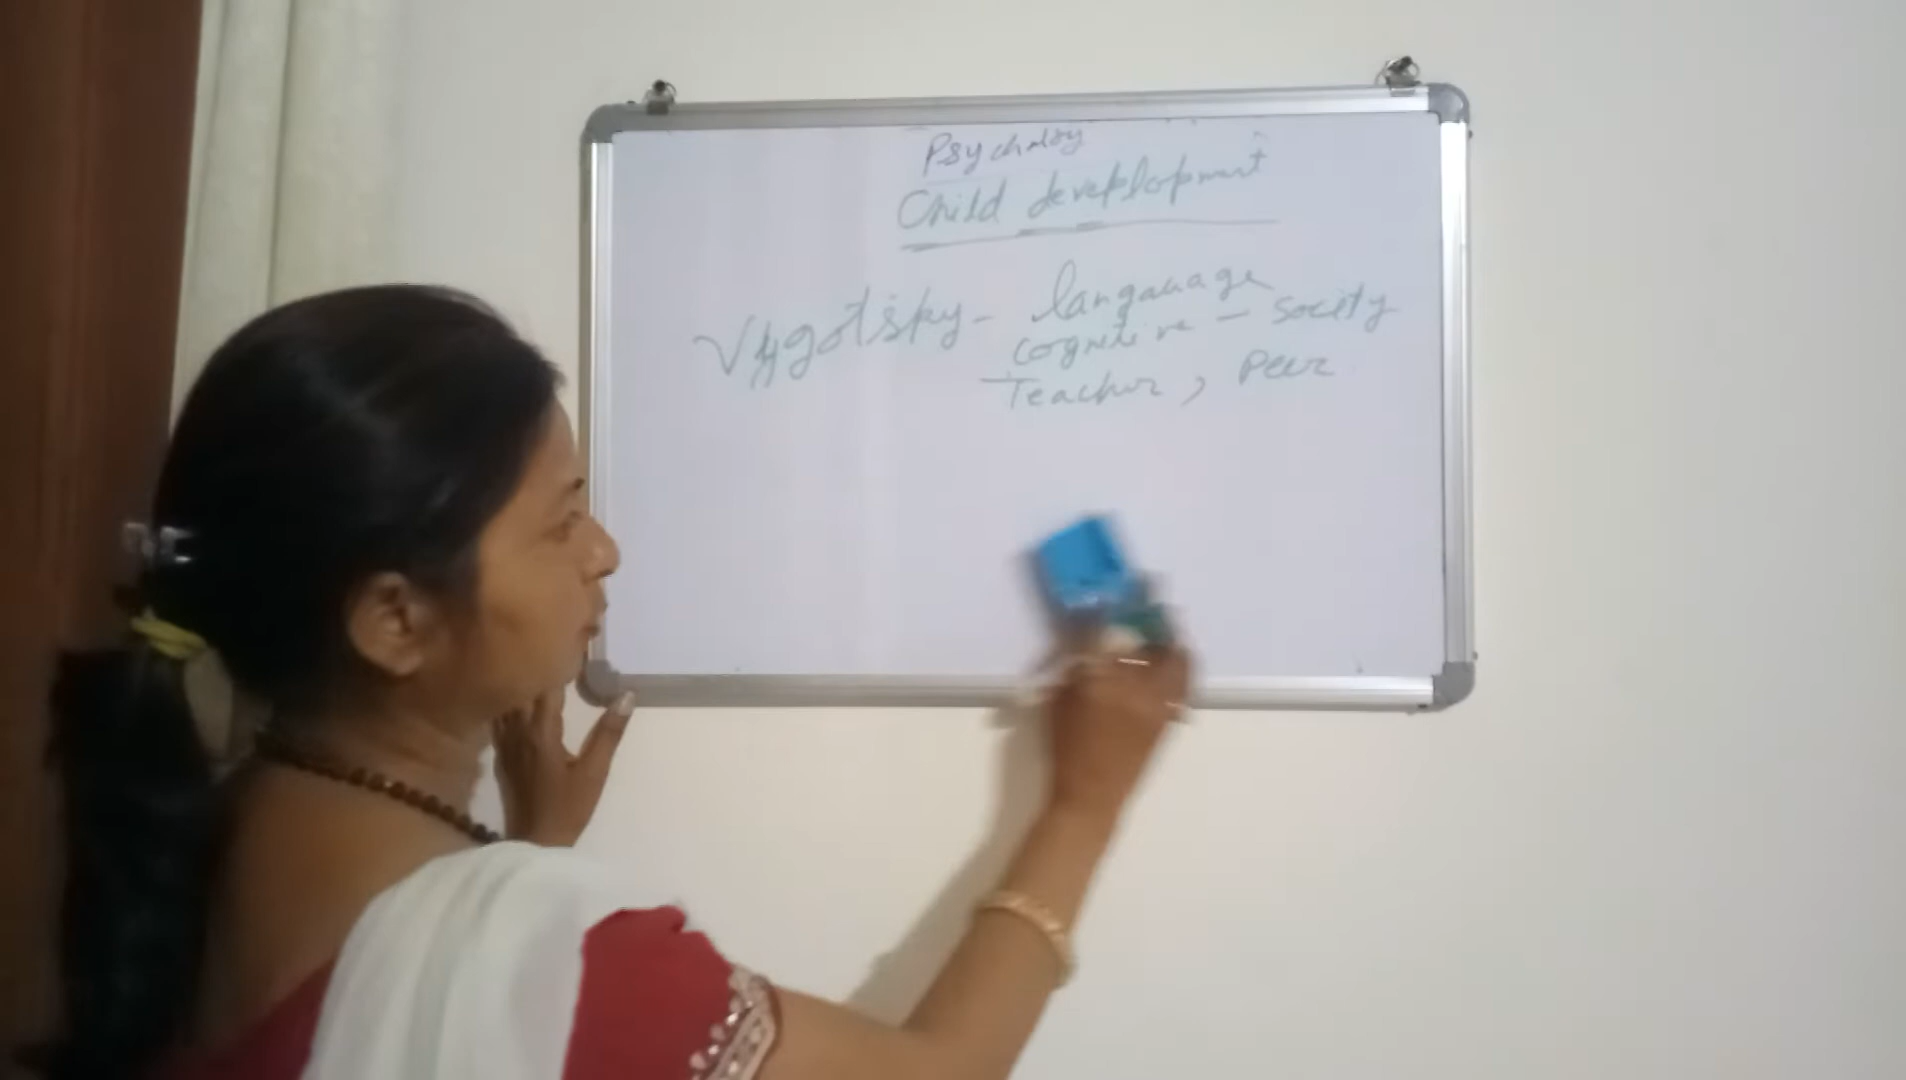 Psychology
Child development
Vygotsky - language
cognitive - society
Teacher, Peer